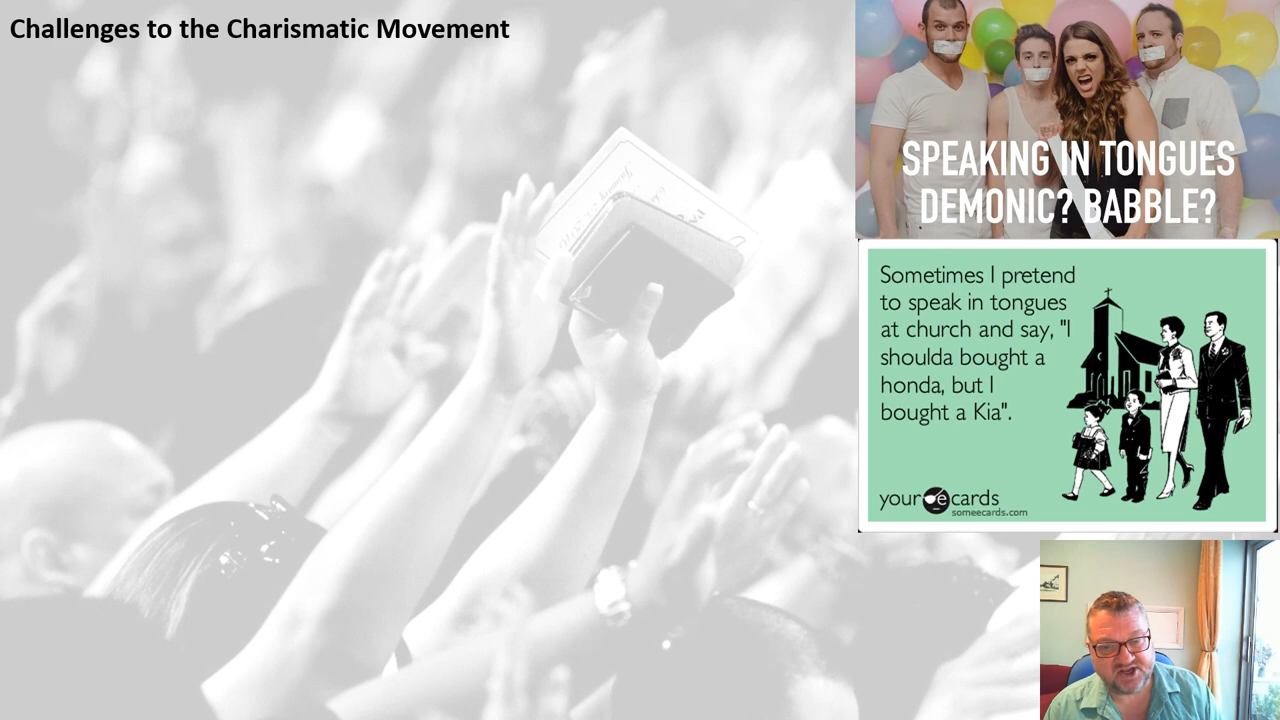 Challenges to the Charismatic Movement
SPEAKING IN TONGUES
DEMONIC? BABBLE?
Sometimes I pretend
to speak in tongues
at church and say, "I
shoulda bought a
honda, but I
bought a Kia".
your e cards
someecards.com